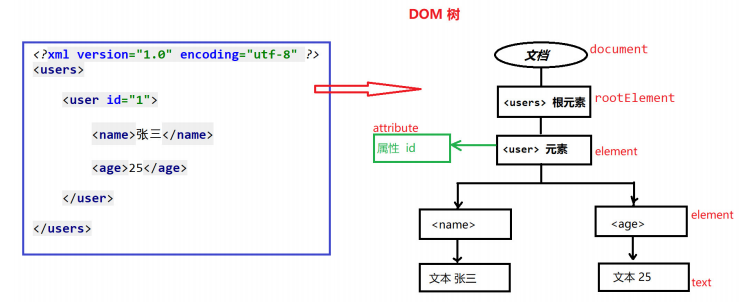 DOM 树
<?xml version="1.0" encoding="utf-8" ?>
<users>
<user id="1">
<name>张三</name>
<age>25</age>
</user>
</users>
文档
document
<users> 根元素
rootElement
attribute
属性 id
<user> 元素
element
<name>
<age>
element
文本 张三
文本 25
text